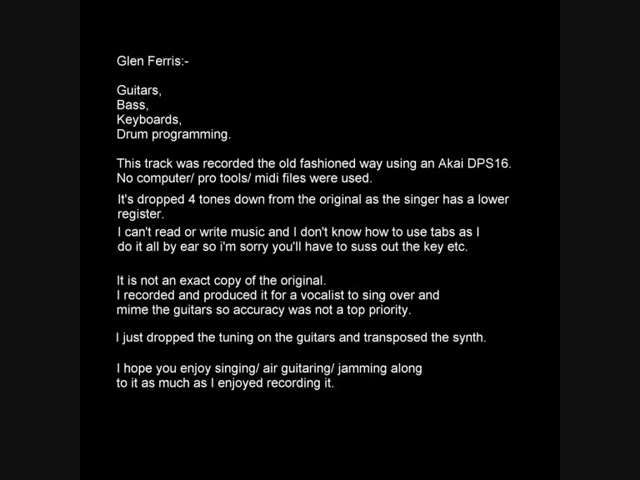 Glen Ferris:-
Guitars,
Bass,
Keyboards,
Drum programming.
This track was recorded the old fashioned way using an Akai DPS16.
No computer/ pro tools/ midi files were used.
It's dropped 4 tones down from the original as the singer has a lower
register.
I can't read or write music and I don't know how to use tabs as I
do it all by ear so i'm sorry you'll have to suss out the key etc.
It is not an exact copy of the original.
I recorded and produced it for a vocalist to sing over and
mime the guitars so accuracy was not a top priority.
I just dropped the tuning on the guitars and transposed the synth.
I hope you enjoy singing/ air guitaring/ jamming along
to it as much as I enjoyed recording it.